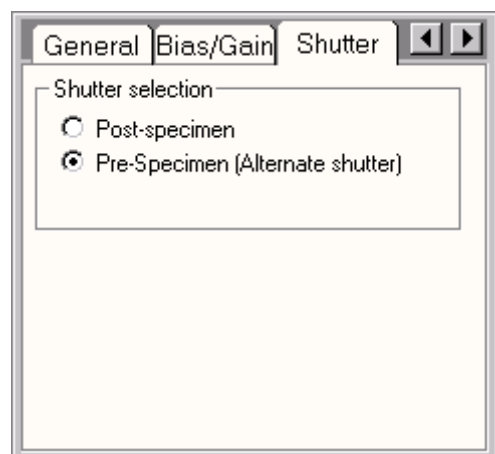 General Bias/Gain Shutter
Shutter selection
Post-specimen
Pre-Specimen (Alternate shutter)